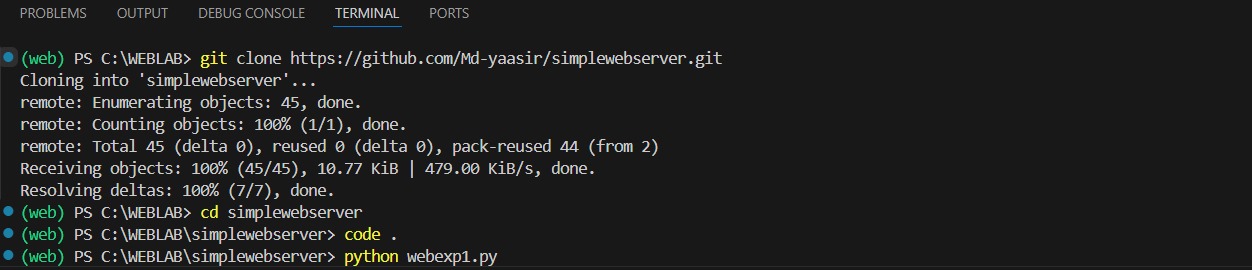 PROBLEMS OUTPUT DEBUG CONSOLE TERMINAL PORTS
(web) PS C:\WEBLAB> git clone https://github.com/Md-yaasir/simplewebserver.git
Cloning into 'simplewebserver'...
remote: Enumerating objects: 45, done.
remote: Counting objects: 100% (1/1), done.
remote: Total 45 (delta 0), reused 0 (delta 0), pack-reused 44 (from 2)
Receiving objects: 100% (45/45), 10.77 KiB | 479.00 KiB/s, done.
Resolving deltas: 100% (7/7), done.
(web) PS C:\WEBLAB> cd simplewebserver
(web) PS C:\WEBLAB\simplewebserver> code .
(web) PS C:\WEBLAB\simplewebserver> python webexp1.py